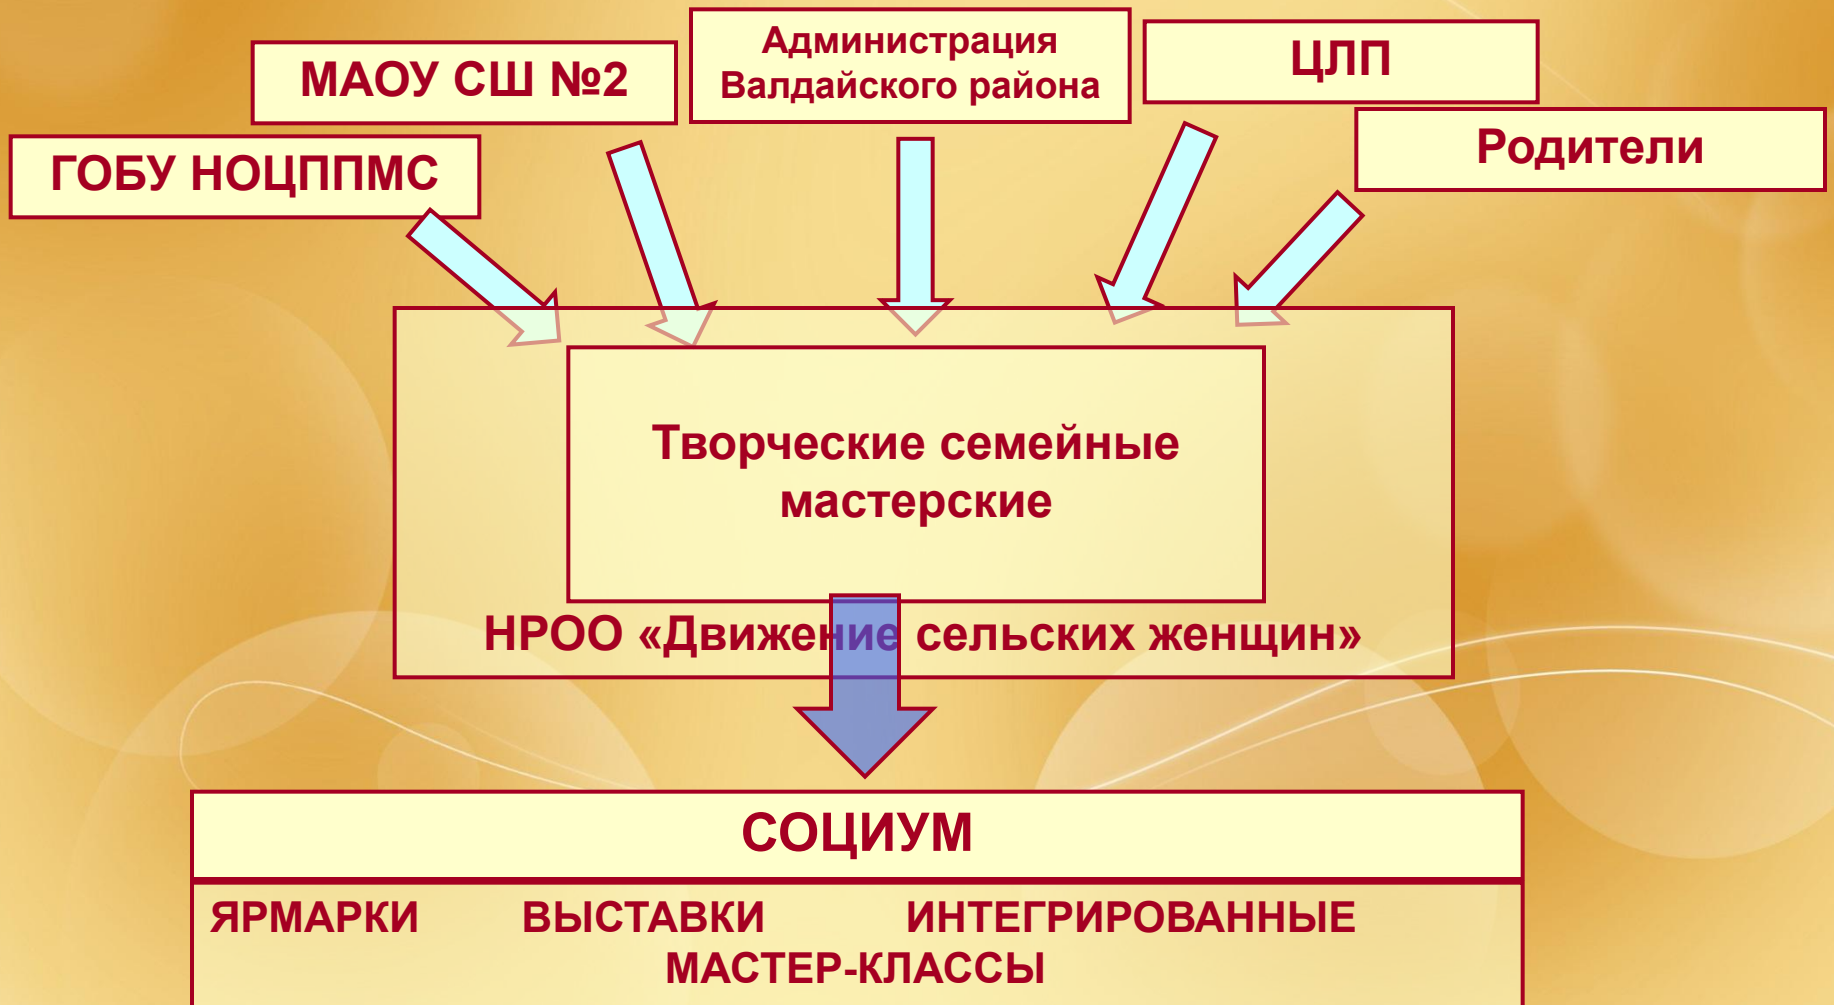 Администрация
Валдайского района
ЦЛП
МАОУ СШ №2
Родители
ГОБУ НОЦППМС
Творческие семейные
мастерские
НРОО «Движение сельских женщин»
СОЦИУМ
ЯРМАРКИ ВЫСТАВКИ ИНТЕГРИРОВАННЫЕ
МАСТЕР-КЛАССЫ